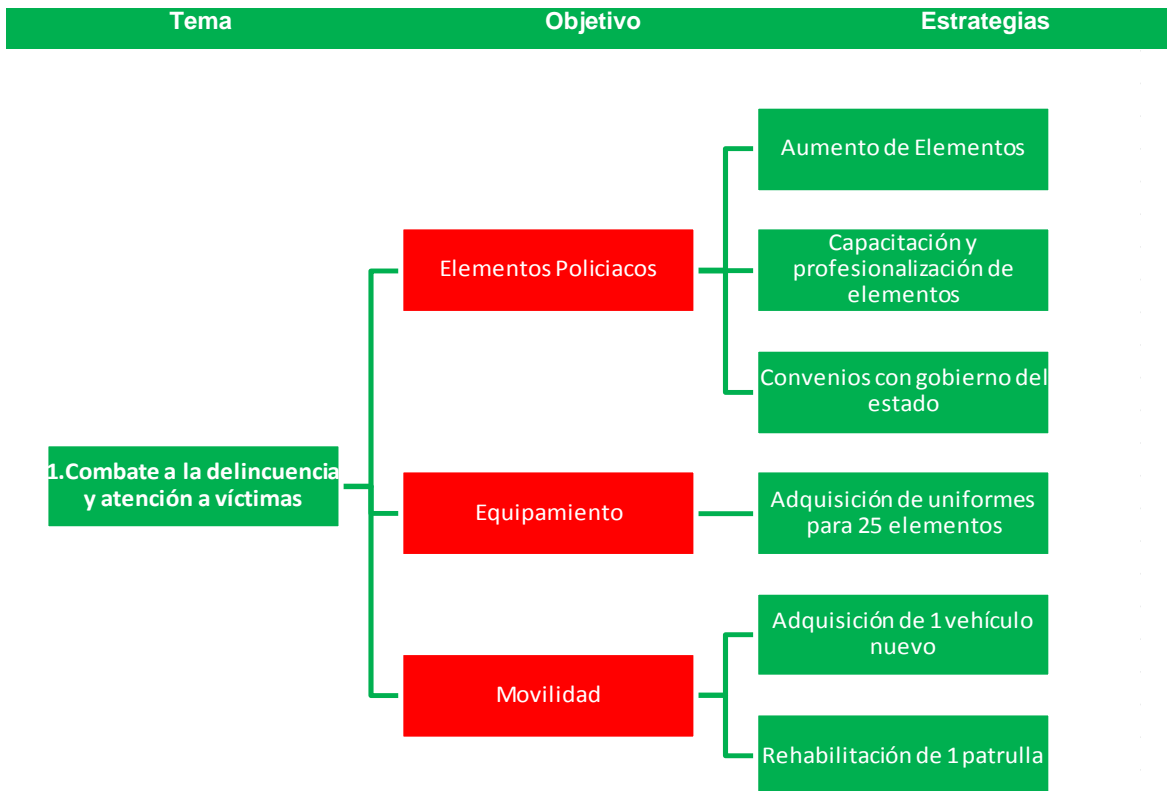 Tema Objetivo Estrategias
Aumento de Elementos
Elementos Policiacos
Capacitación y
profesionalización de
elementos
Convenios con gobierno del
estado
1.Combate a la delincuencia
y atención a víctimas
Equipamiento
Adquisición de uniformes
para 25 elementos
Movilidad
Adquisición de 1 vehículo
nuevo
Rehabilitación de 1 patrulla